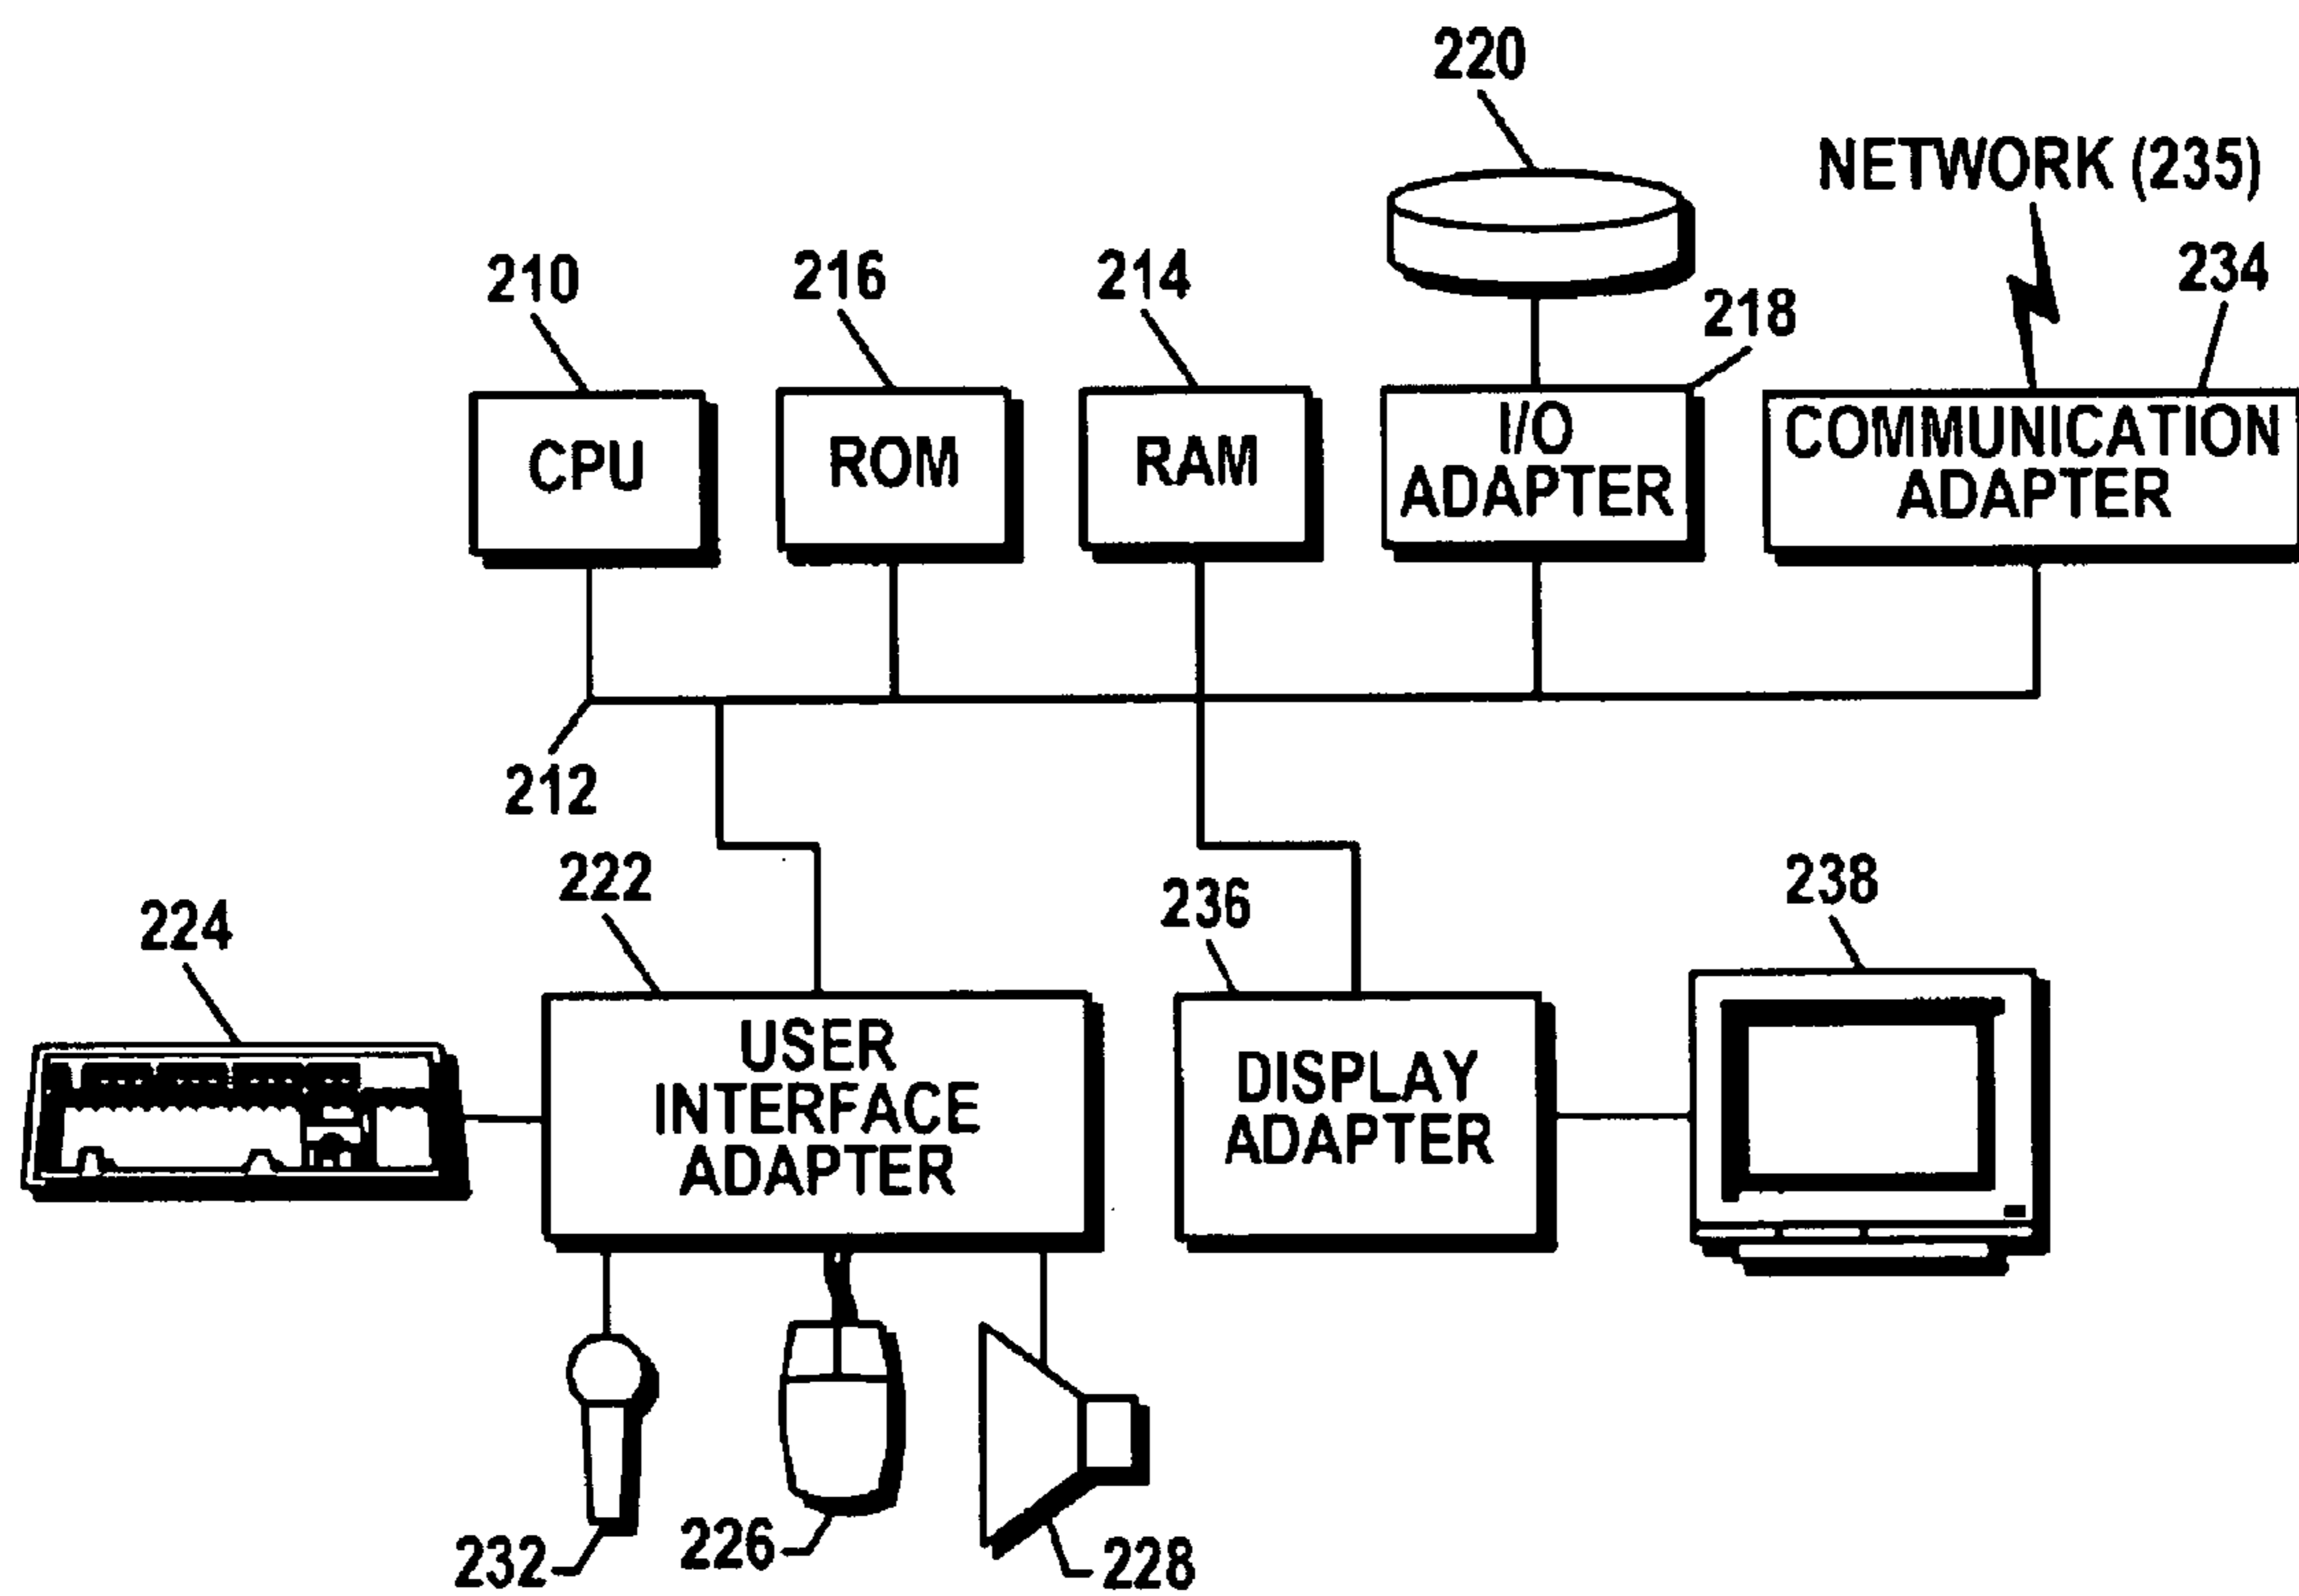 220
NETWORK (235)
210
216
214
218
234
CPU
ROM
RAM
I/O
ADAPTER
COMMUNICATION
ADAPTER
212
222
236
238
224
USER
INTERFACE
ADAPTER
DISPLAY
ADAPTER
232
226
228